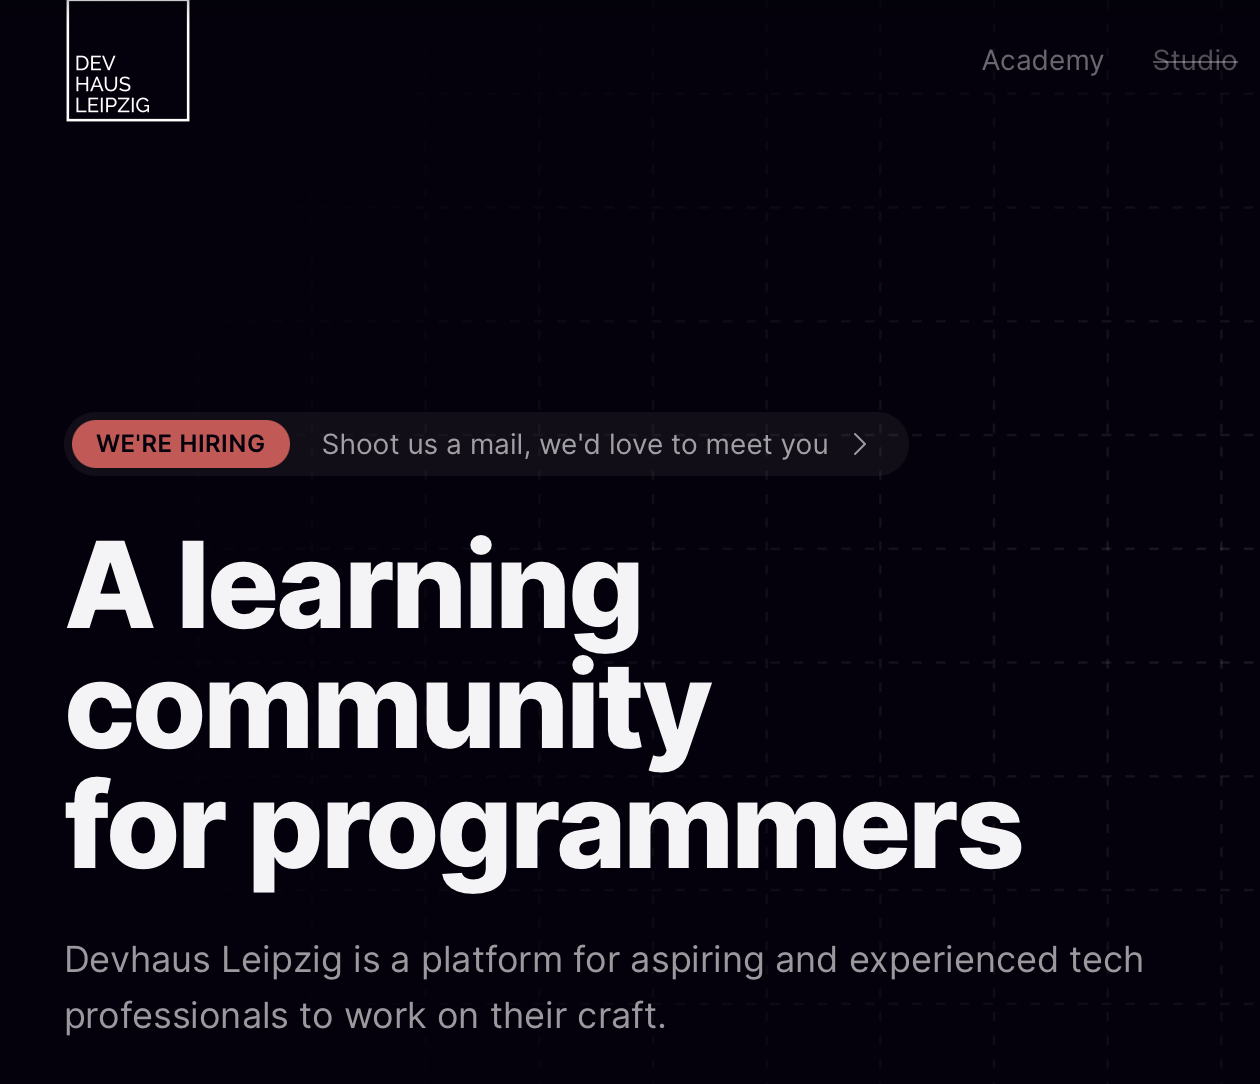 DEV
HAUS
LEIPZIG
Academy
Studio
WE'RE HIRING
Shoot us a mail, we'd love to meet you
A learning
community
for programmers
Devhaus Leipzig is a platform for aspiring and experienced tech
professionals to work on their craft.